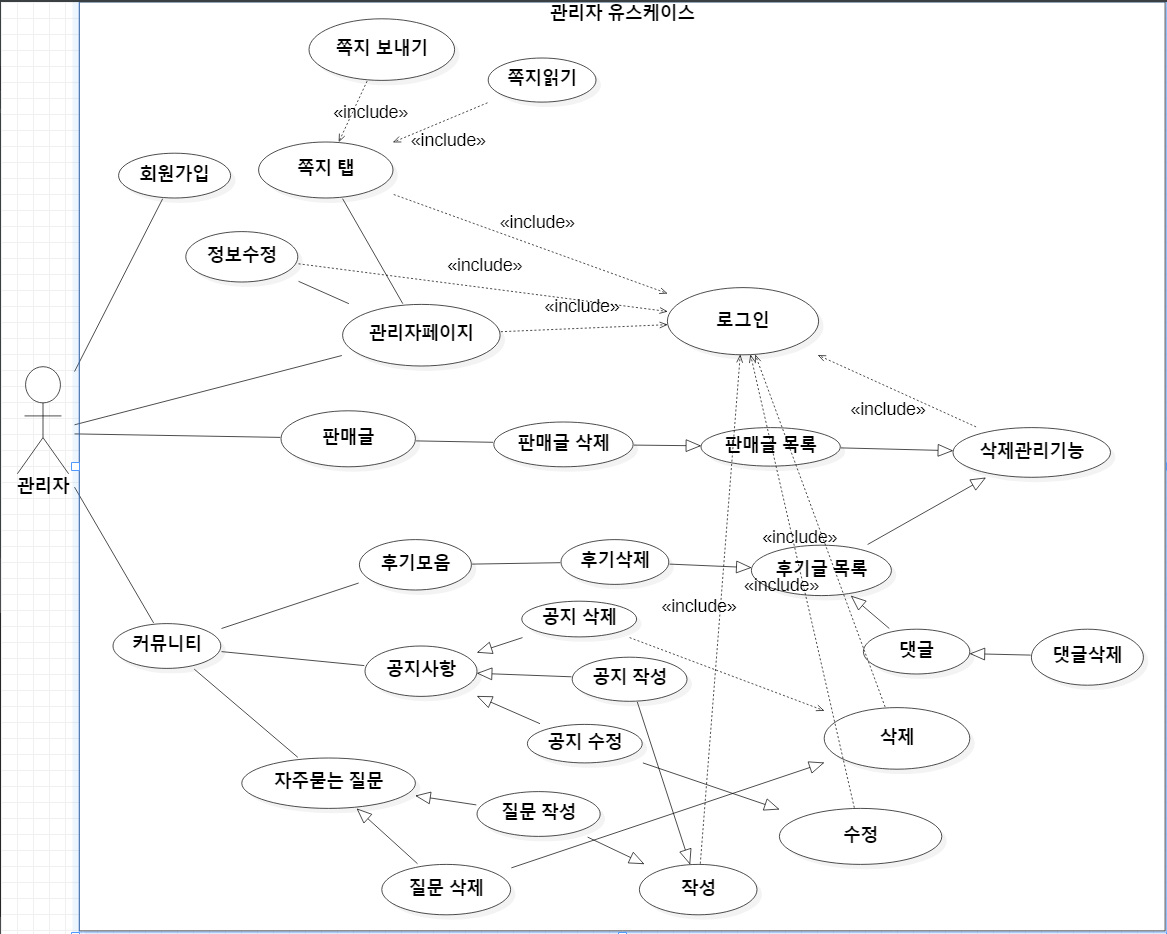 관리자 유스케이스
쪽지 보내기
쪽지읽기
«include»
«include»
쪽지 탭
회원가입
«include»
정보수정
«include»
«include»
로그인
관리자페이지
«include»
판매글
판매글 삭제
판매글 목록
삭제관리기능
관리자
«include»
후기모음
후기삭제
후기글 목록
«include»
«include»
공지 삭제
커뮤니티
댓글
댓글삭제
공지사항
공지 작성
공지 수정
삭제
자주묻는 질문
질문 작성
수정
질문 삭제
작성